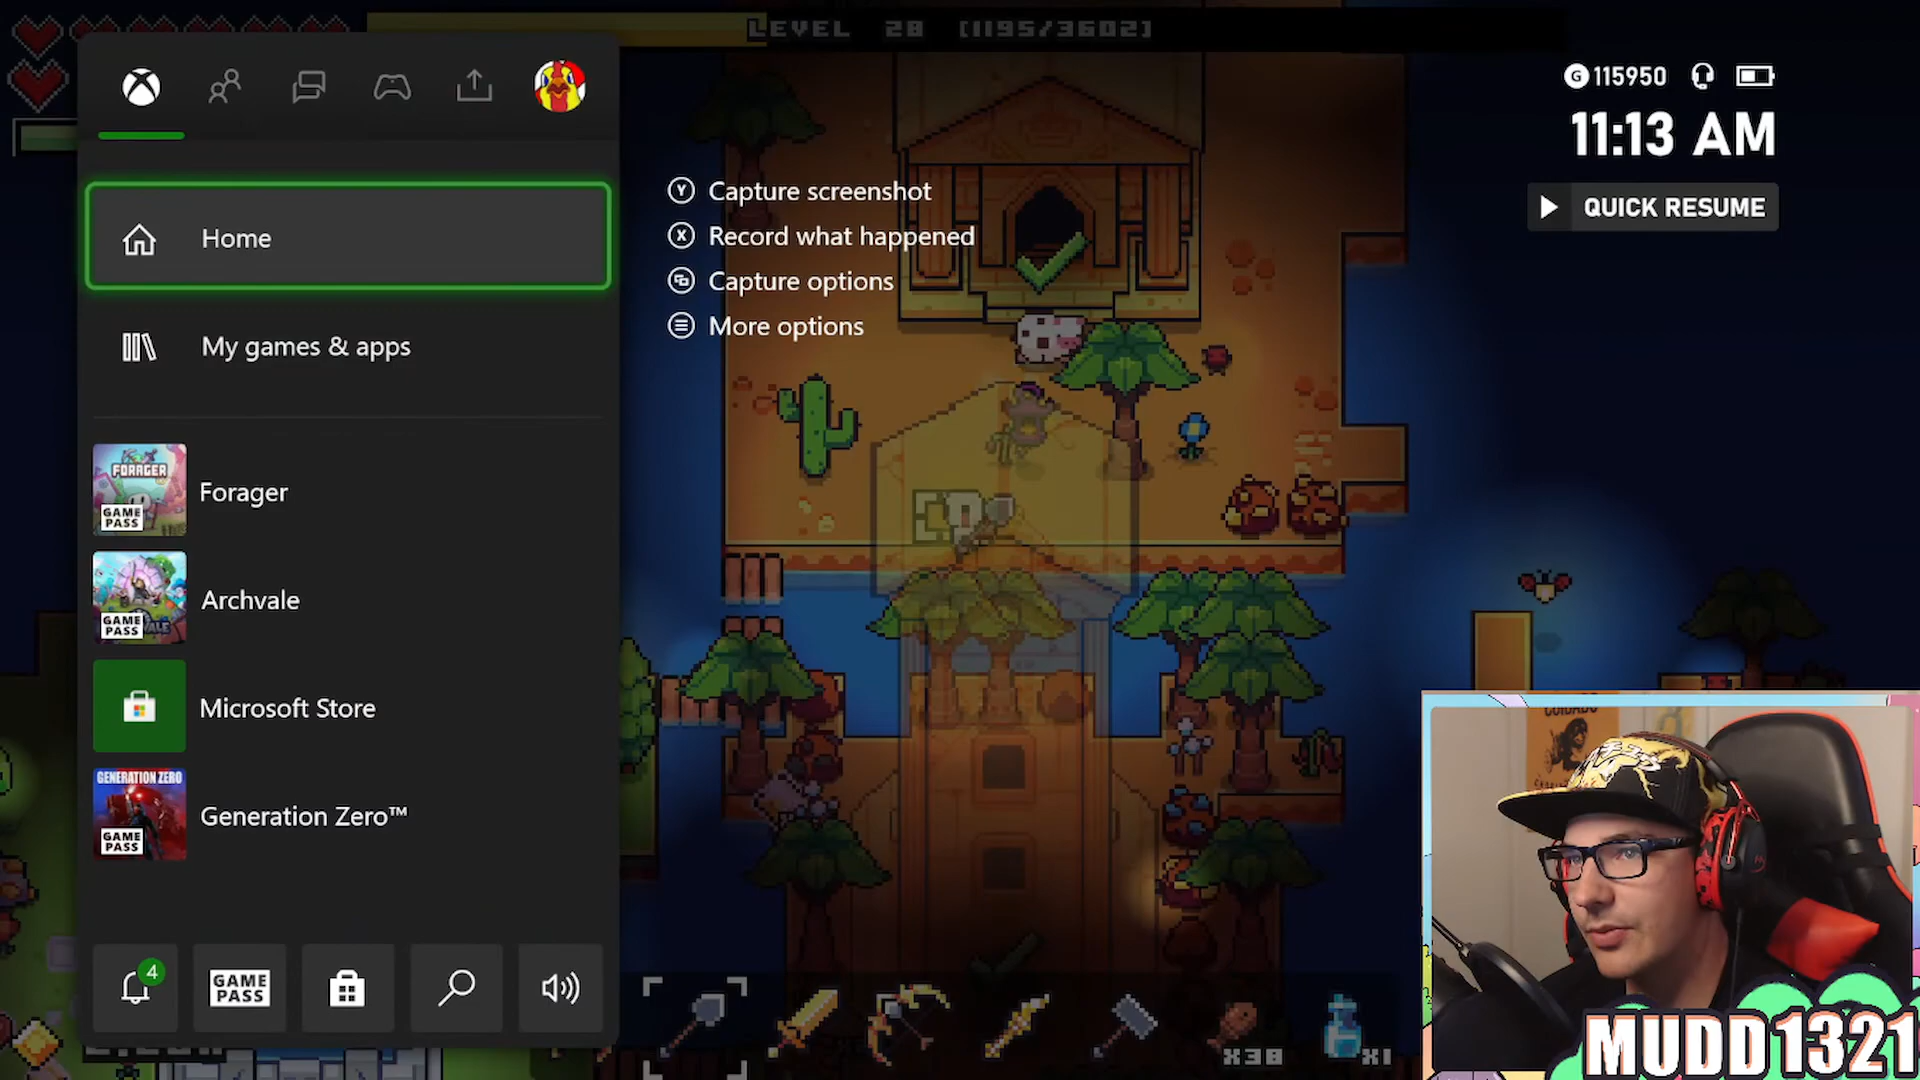 LEVEL 28 [1195/3602]
G 115950
11:13 AM
QUICK RESUME
Y Capture screenshot
X Record what happened
Capture options
More options
Home
My games & apps
FORAGER
GAME
PASS
Forager
GAME
PASS
Archvale
Microsoft Store
GENERATION ZERO
GAME
PASS
Generation Zero™
4
GAME
PASS
X38
X1
CUIDADO
MUDD1321